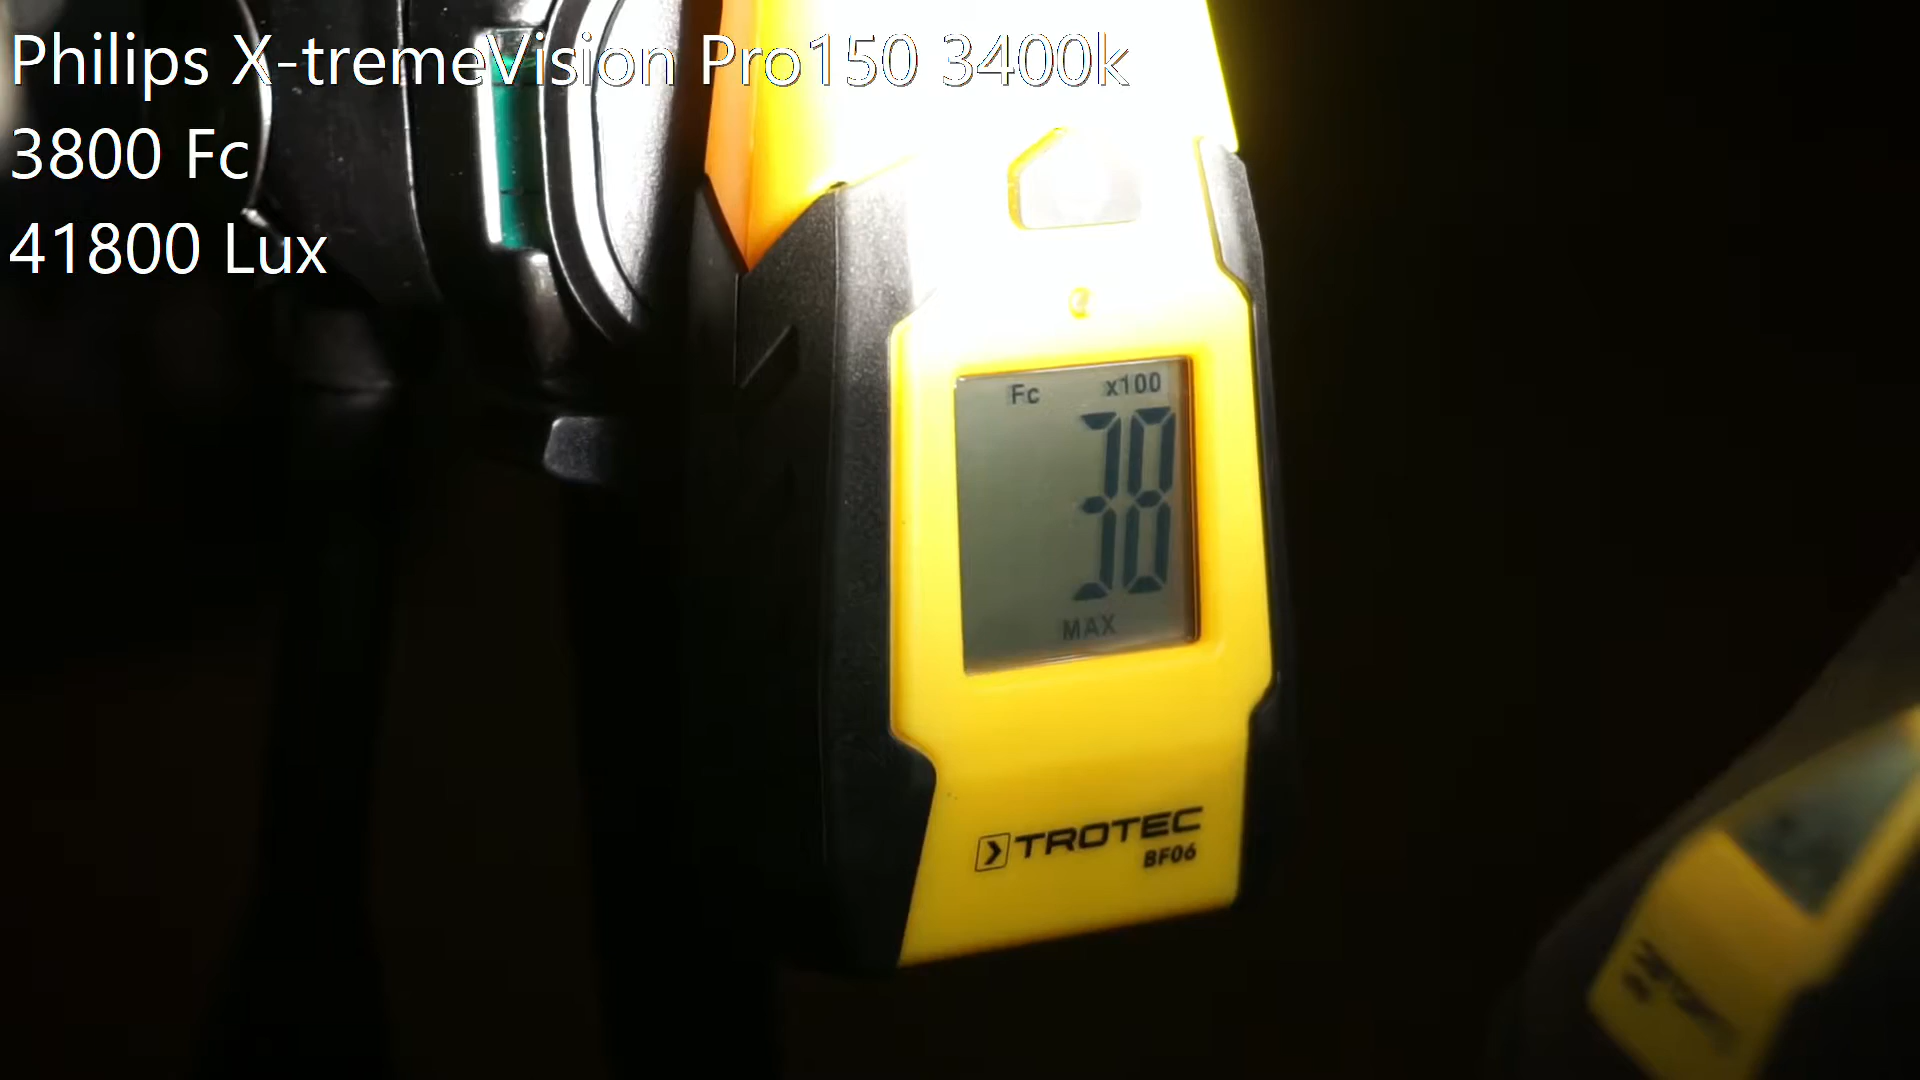 Philips X-tremeVision Pro150 3400k
3800 Fc
41800 Lux
Fc x100
38
MAX
TROTEC
BF06